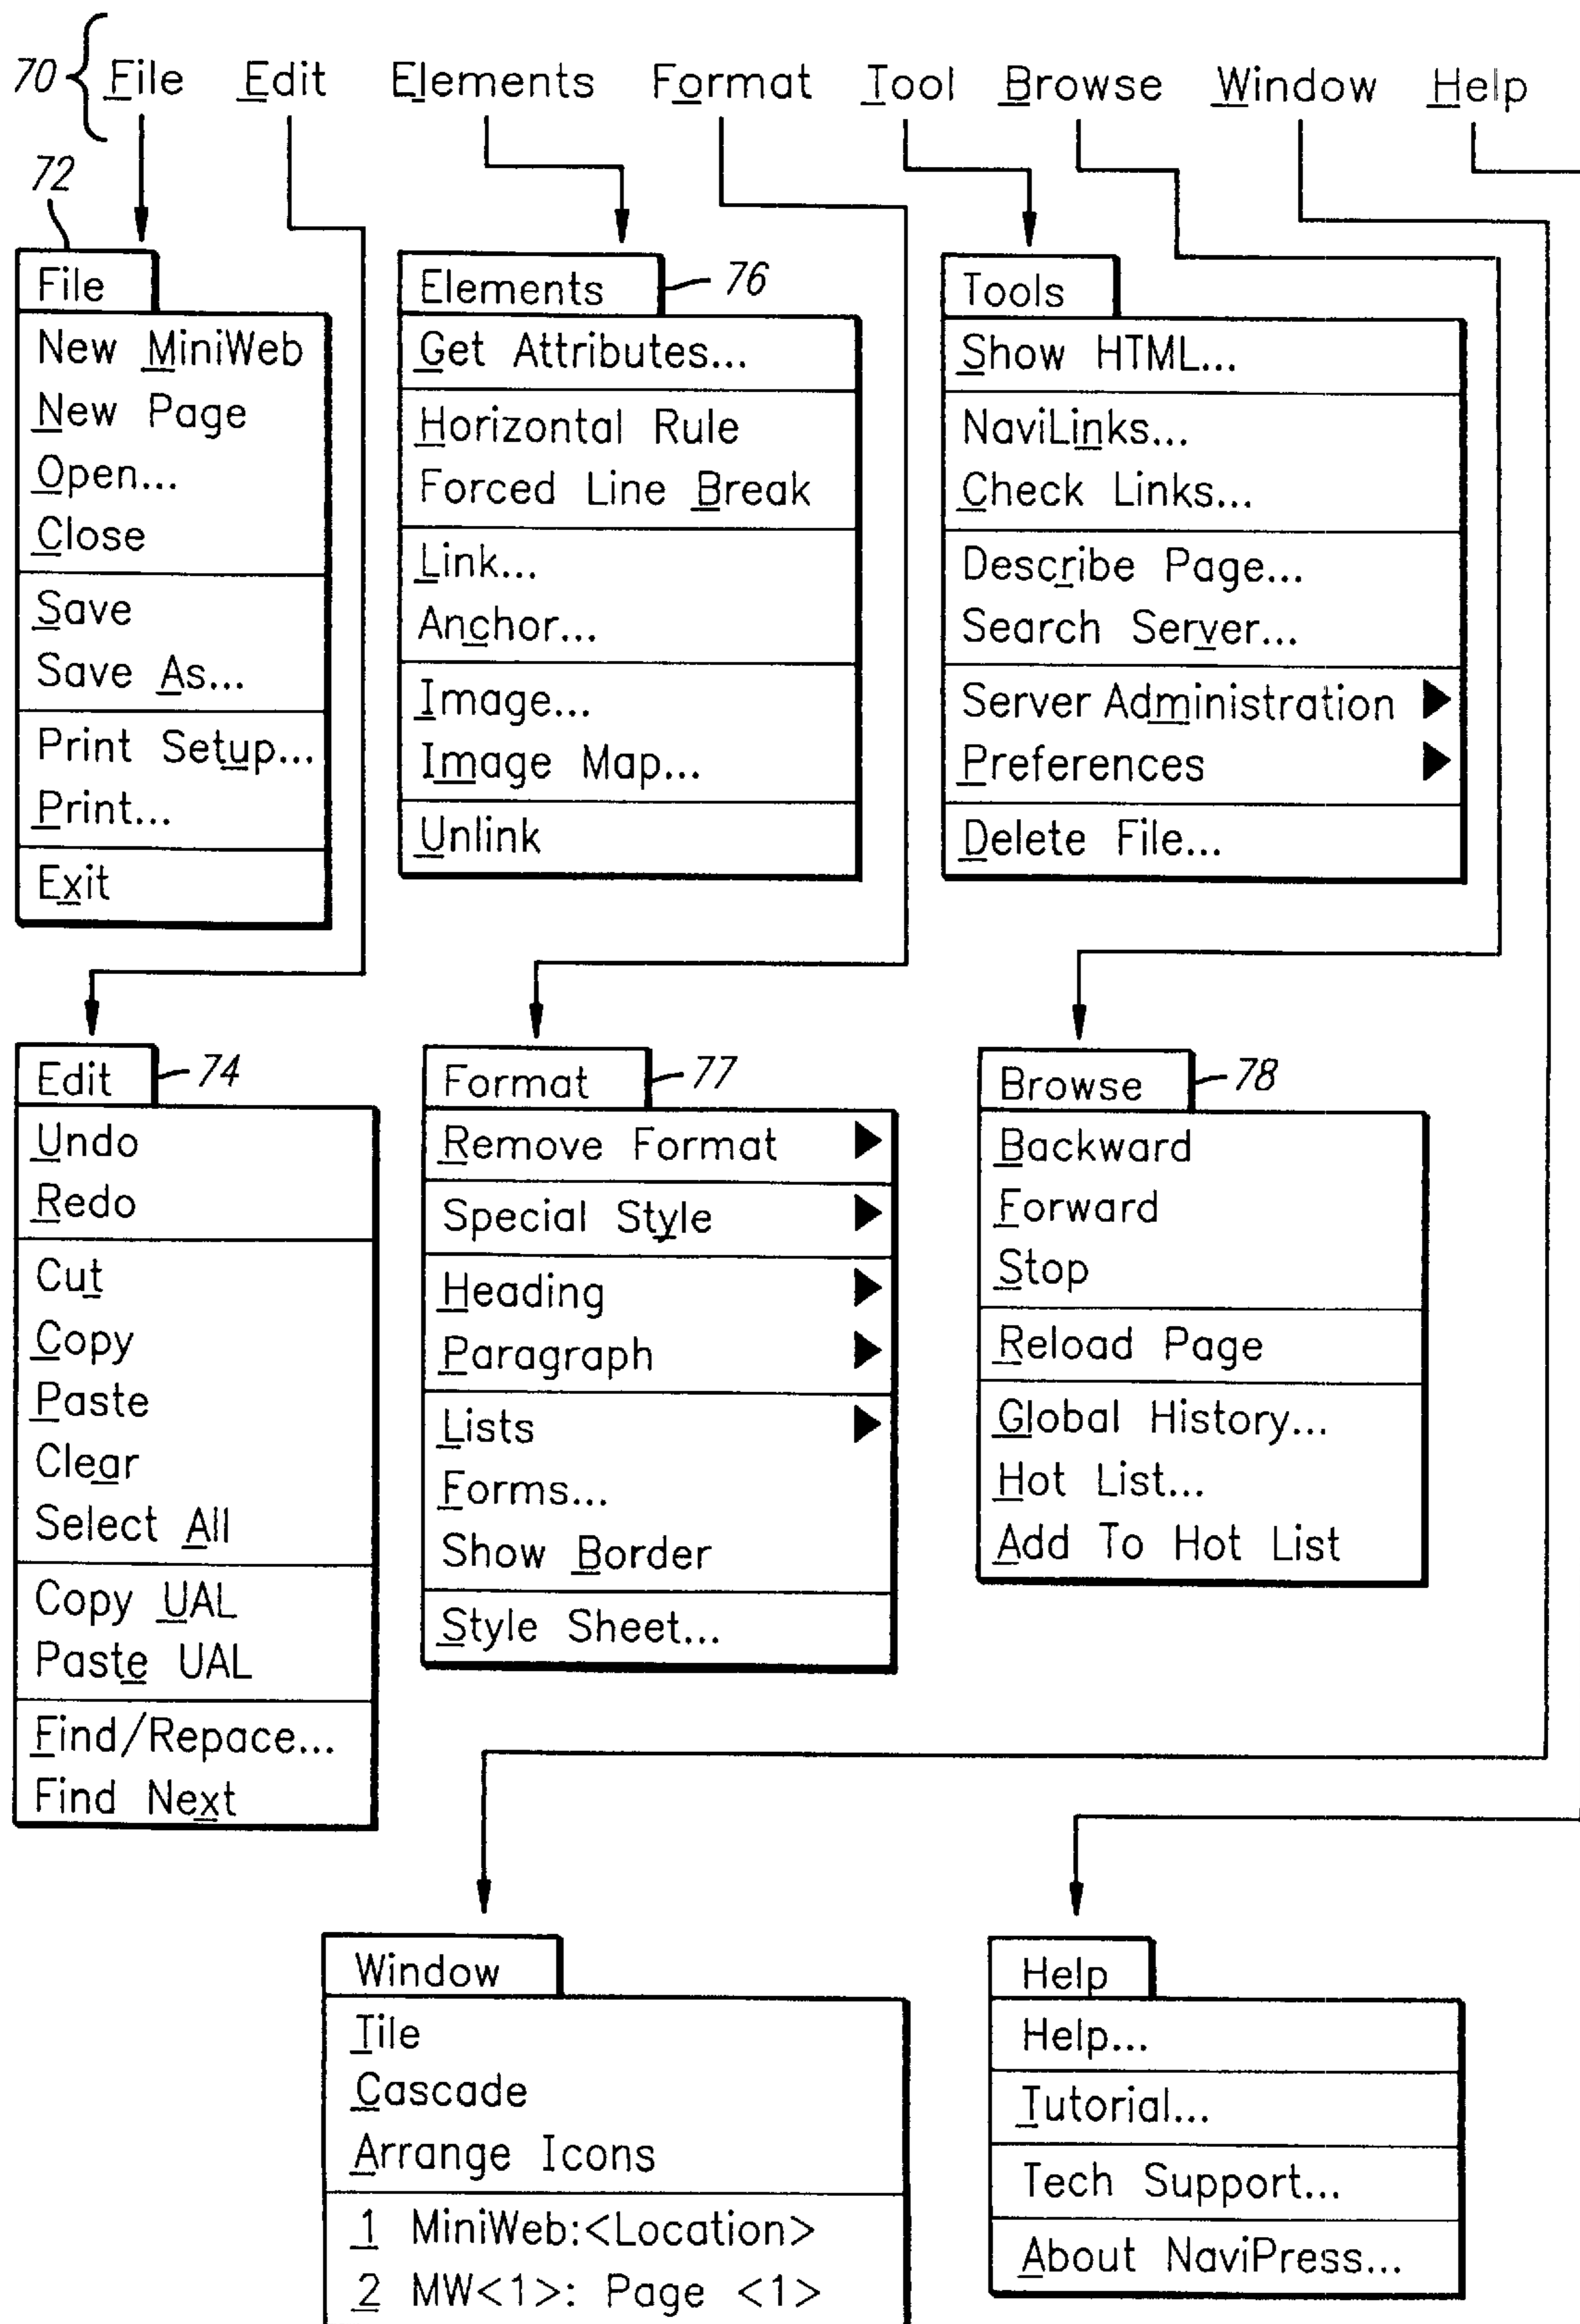 70 File Edit Elements Format Tool Browse Window Help
72
File
New MiniWeb
New Page
Open...
Close
Save
Save As...
Print Setup...
Print...
Exit
Elements 76
Get Attributes...
Horizontal Rule
Forced Line Break
Link...
Anchor...
Image...
Image Map...
Unlink
Tools
Show HTML...
NaviLinks...
Check Links...
Describe Page...
Search Server...
Server Administration
Preferences
Delete File...
Edit 74
Undo
Redo
Cut
Copy
Paste
Clear
Select All
Copy UAL
Paste UAL
Find/Repace...
Find Next
Format 77
Remove Format
Special Style
Heading
Paragraph
Lists
Forms...
Show Border
Style Sheet...
Browse 78
Backward
Forward
Stop
Reload Page
Global History...
Hot List...
Add To Hot List
Window
Tile
Cascade
Arrange Icons
1 MiniWeb:<Location>
2 MW<1>: Page <1>
Help
Help...
Tutorial...
Tech Support...
About NaviPress...